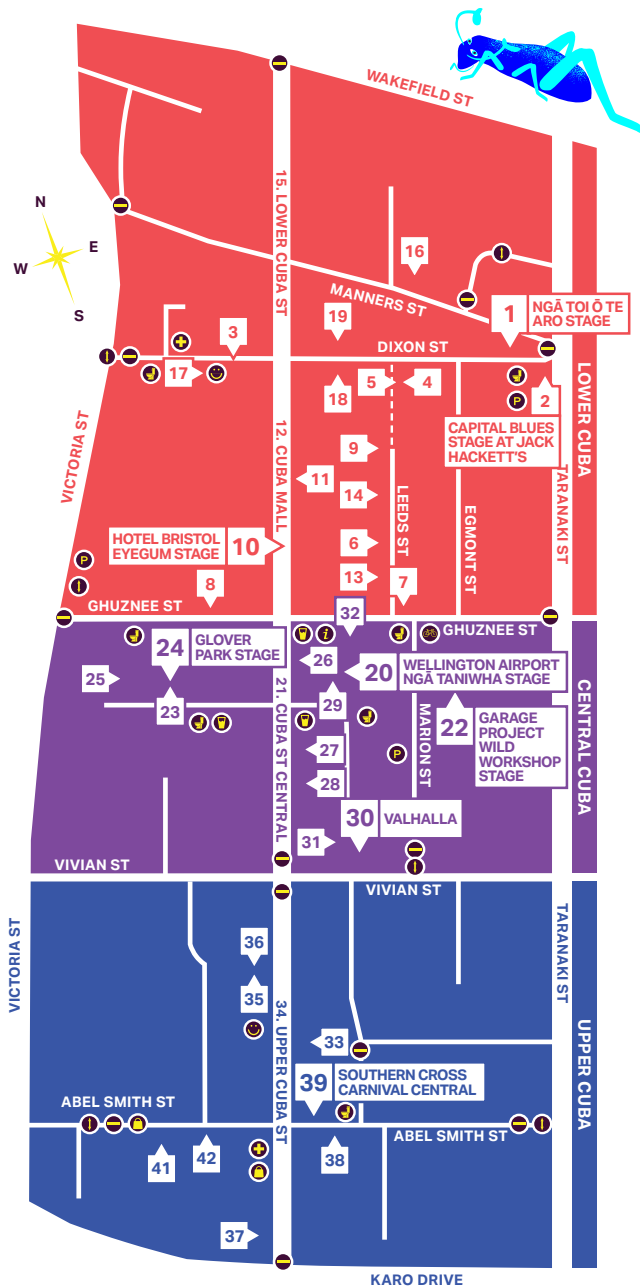 WAKEFIELD ST
N
E
W
S
15. LOWER CUBA ST
16
MANNERS ST
1
NGĀ TOI Ō TE
ARO STAGE
3
19
DIXON ST
17
5
4
18
2
P
CAPITAL BLUES
STAGE AT JACK
HACKETT'S
LOWER CUBA
VICTORIA ST
12. CUBA MALL
9
11
14
LEEDS ST
EGMONT ST
TARANAKI ST
HOTEL BRISTOL
EYEGUM STAGE
10
6
P
13
7
8
GHUZNEE ST
32
i
GHUZNEE ST
24
GLOVER
PARK STAGE
26
20
WELLINGTON AIRPORT
NGĀ TANIWHA STAGE
25
23
29
21. CUBA ST CENTRAL
MARION ST
22
GARAGE
PROJECT
WILD
WORKSHOP
STAGE
CENTRAL CUBA
27
P
28
30
VALHALLA
31
VIVIAN ST
VIVIAN ST
VICTORIA ST
TARANAKI ST
36
35
34. UPPER CUBA ST
33
UPPER CUBA
39
SOUTHERN CROSS
CARNIVAL CENTRAL
ABEL SMITH ST
ABEL SMITH ST
41
42
38
37
KARO DRIVE